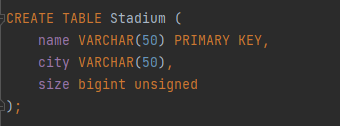 CREATE TABLE Stadium (
    name VARCHAR(50) PRIMARY KEY,
    city VARCHAR(50),
    size bigint unsigned
);